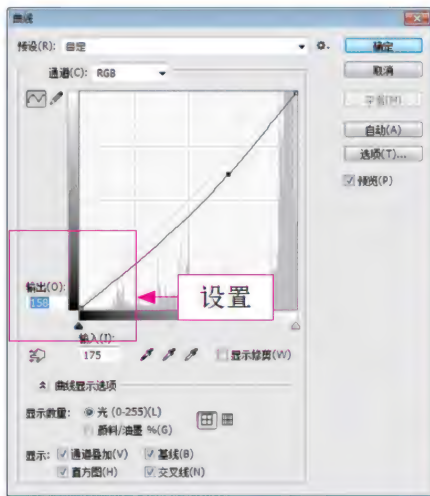 曲线
预设(R): 自定
确定
通道(C): RGB
取消
平滑(M)
自动(A)
选项(T)...
预览(P)
输出(O):
158
设置
输入(I):
175
显示修剪(W)
曲线显示选项
显示数量: 光 (0-255)(L)
颜料/油墨 %(G)
显示: 通道叠加(V) 基线(B)
直方图(H) 交叉线(N)